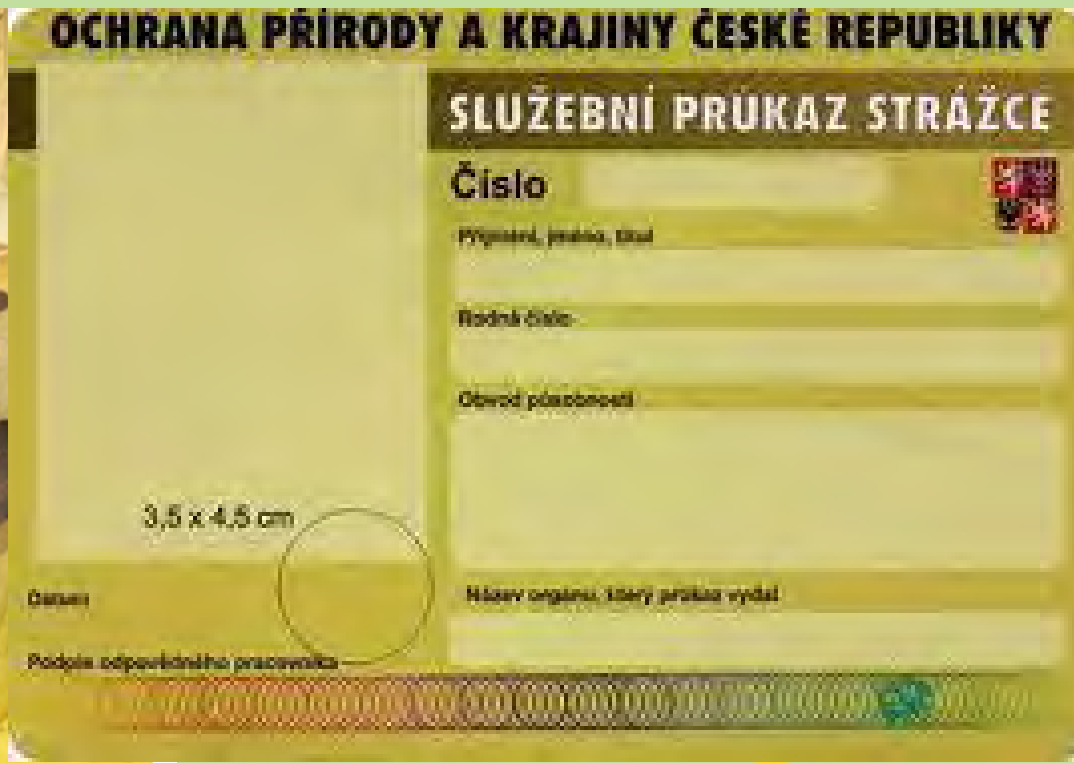 OCHRANA PŘÍRODY A KRAJINY ČESKÉ REPUBLIKY
SLUŽEBNÍ PRŮKAZ STRÁŽCE
Číslo
Příjmení, jméno, titul
Rodné číslo
Obvod působnosti
3,5 x 4,5 cm
Datum
Název orgánu, který průkaz vydal
Podpis odpovědného pracovníka